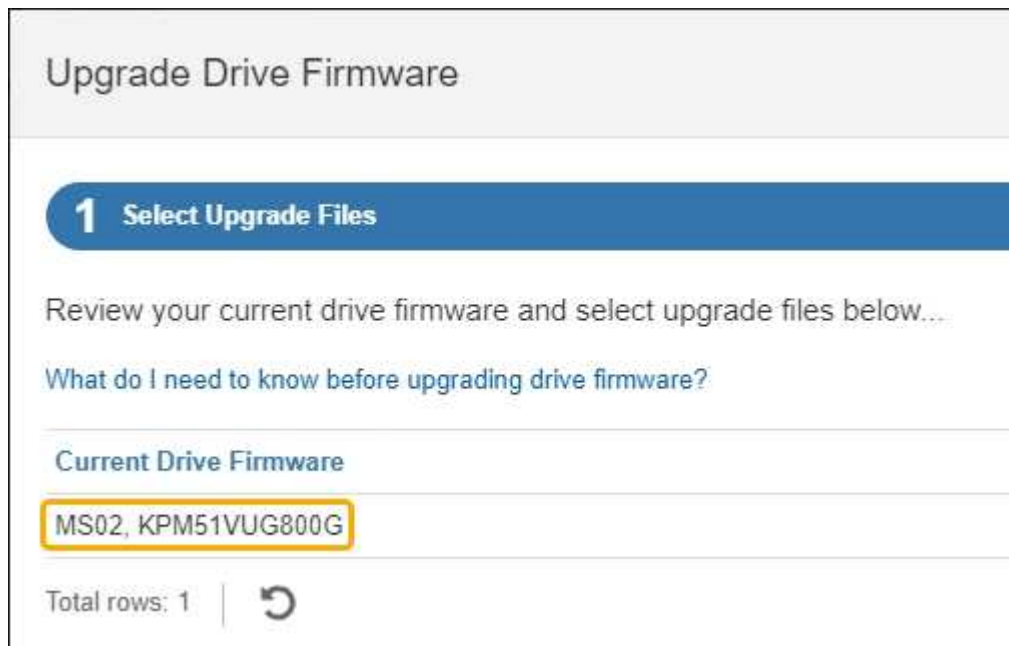 Upgrade Drive Firmware
1 Select Upgrade Files
Review your current drive firmware and select upgrade files below...
What do I need to know before upgrading drive firmware?
Current Drive Firmware
MS02, KPM51VUG800G
Total rows: 1